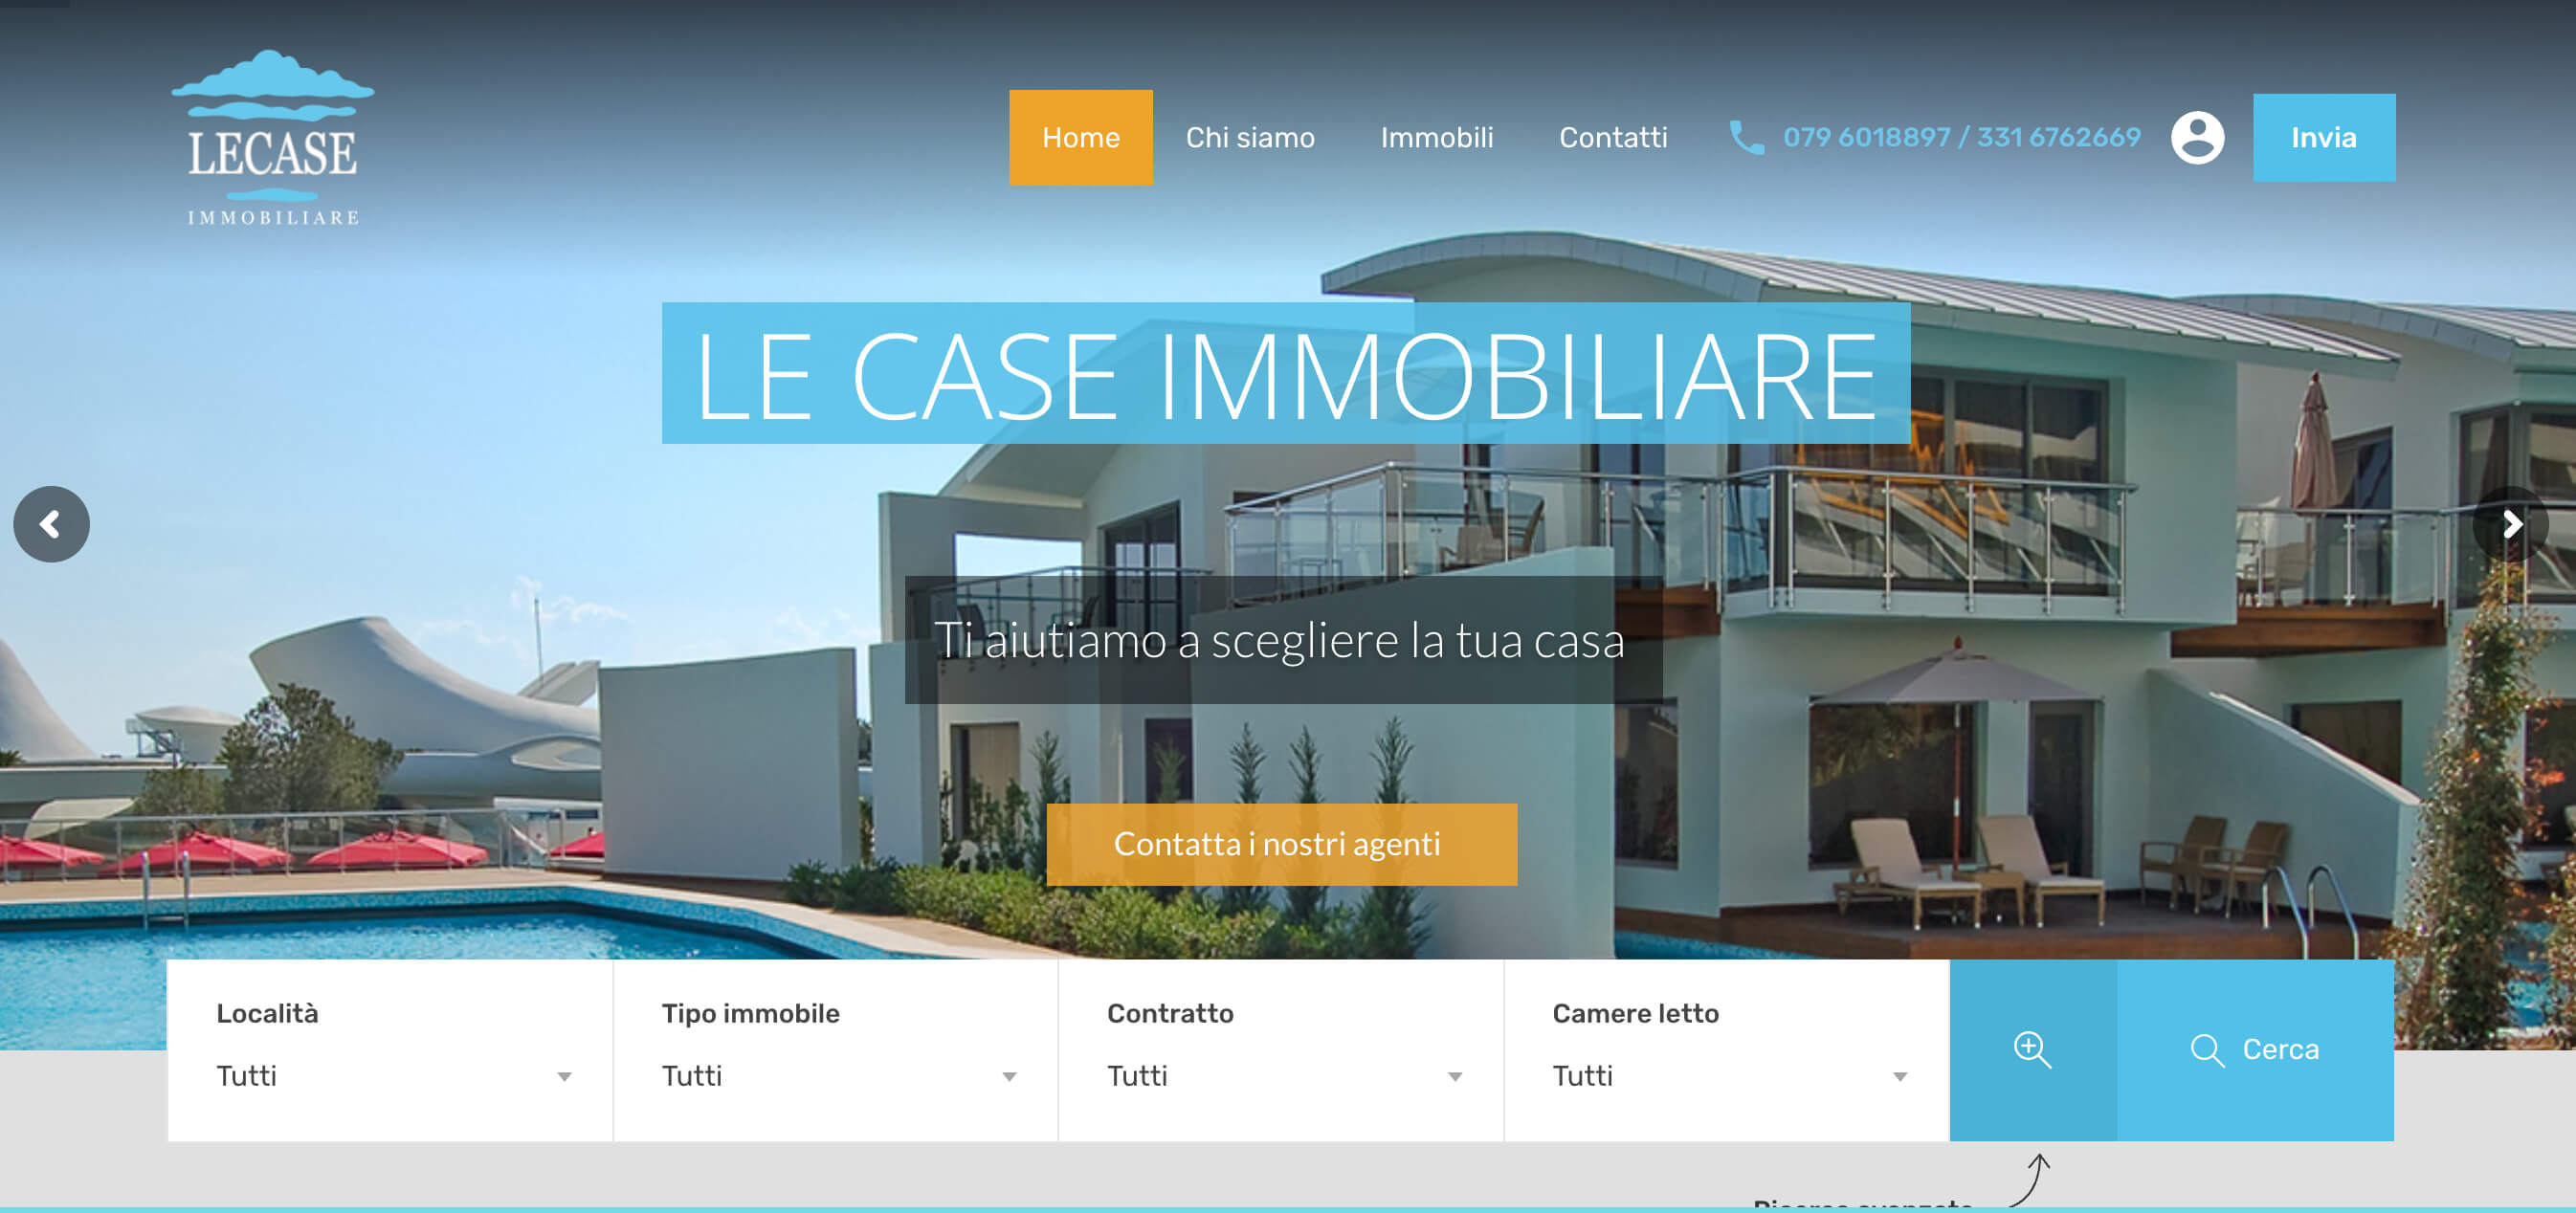 LECASE
IMMOBILIARE
Home
Chi siamo
Immobili
Contatti
079 6018897 / 331 6762669
Invia
LE CASE IMMOBILIARE
Ti aiutiamo a scegliere la tua casa
Contatta i nostri agenti
Località
Tutti
Tipo immobile
Tutti
Contratto
Tutti
Camere letto
Tutti
Cerca